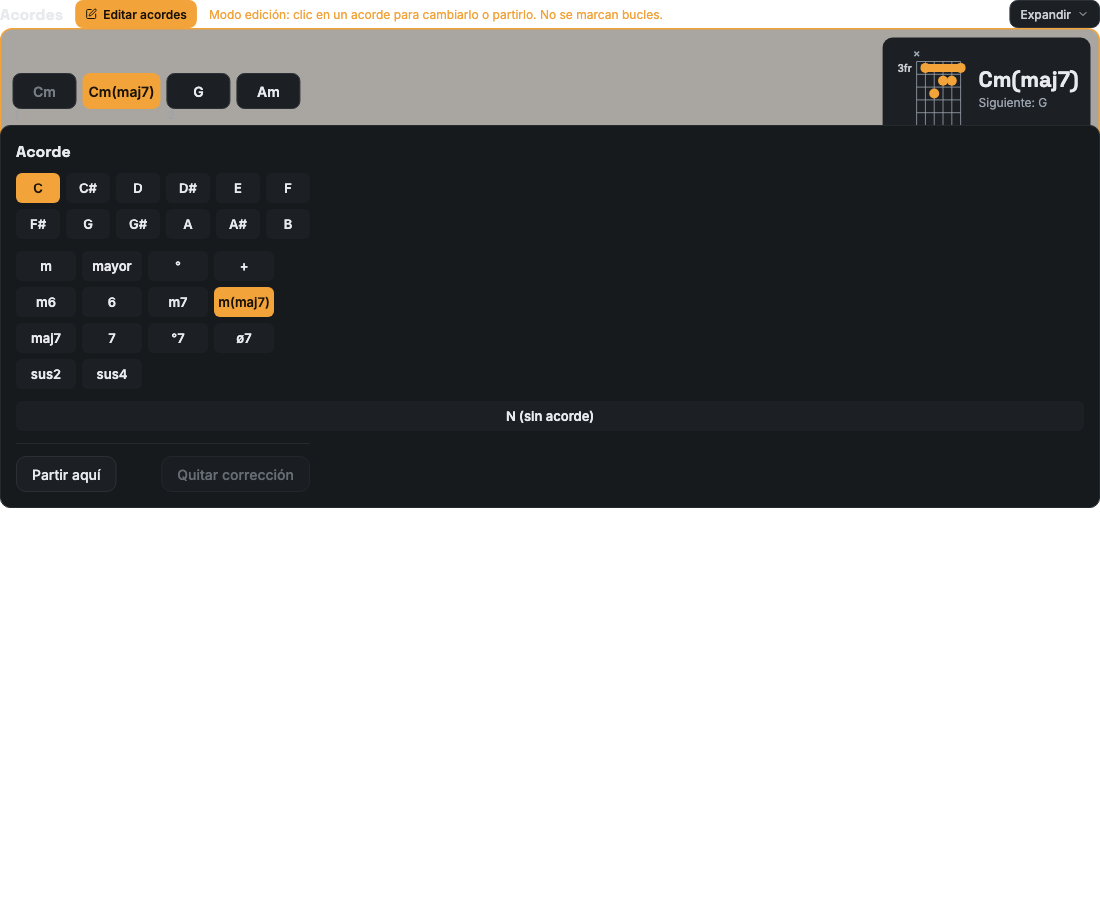 Acordes Editar acordes Modo edición: clic en un acorde para cambiarlo o partirlo. No se marcan bucles. Expandir
×
3fr
Cm Cm(maj7) G Am
Cm(maj7)
Siguiente: G
Acorde
C C# D D# E F
F# G G# A A# B
m mayor ° +
m6 6 m7 m(maj7)
maj7 7 °7 ø7
sus2 sus4
N (sin acorde)
Partir aquí Quitar corrección